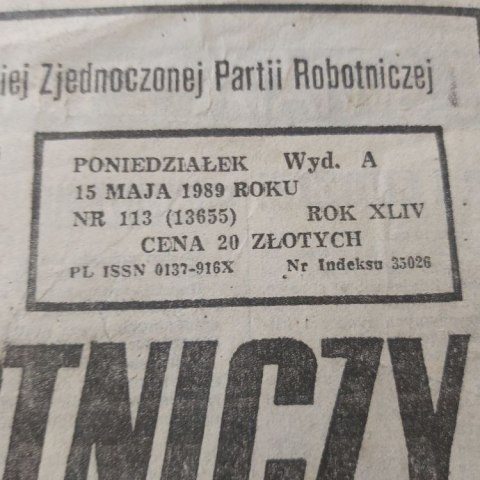 iej Zjednoczonej Partii Robotniczej
PONIEDZIAŁEK Wyd. A
15 MAJA 1989 ROKU
NR 113 (13655) ROK XLIV
CENA 20 ZŁOTYCH
PL ISSN 0137-916X Nr Indeksu 35026
TNICZY